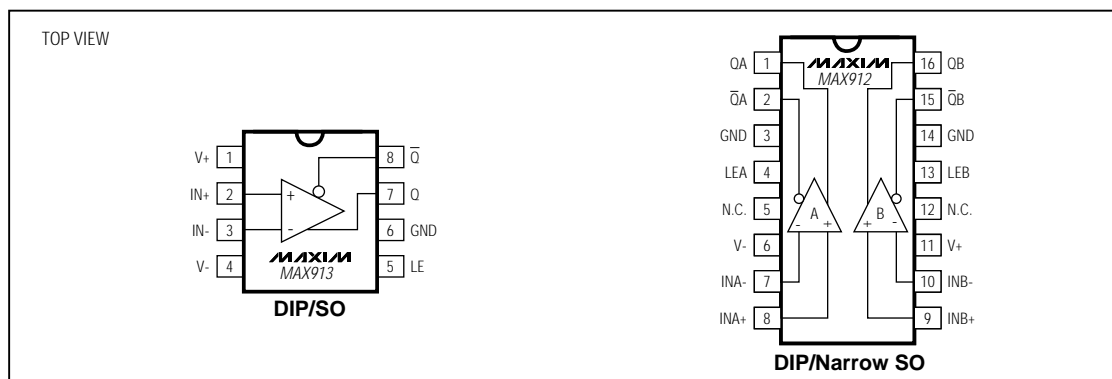 TOP VIEW
V+ 1
IN+ 2
IN- 3
V- 4
8 Q̅
7 Q
6 GND
5 LE
+
-
MAXIM
MAX913
DIP/SO
QA 1
Q̅A 2
GND 3
LEA 4
N.C. 5
V- 6
INA- 7
INA+ 8
16 QB
15 Q̅B
14 GND
13 LEB
12 N.C.
11 V+
10 INB-
9 INB+
MAXIM
MAX912
A B
- + + -
DIP/Narrow SO